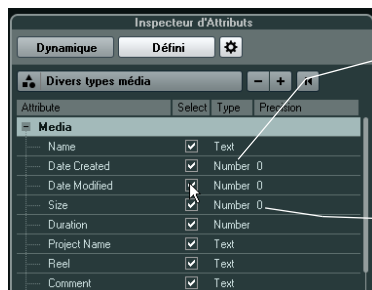 Inspecteur d'Attributs
Dynamique Défini
Divers types média - +
Attribute Select Type Precision
Media
Name Text
Date Created Number 0
Date Modified Number 0
Size Number 0
Duration Number
Project Name Text
Reel Text
Comment Text